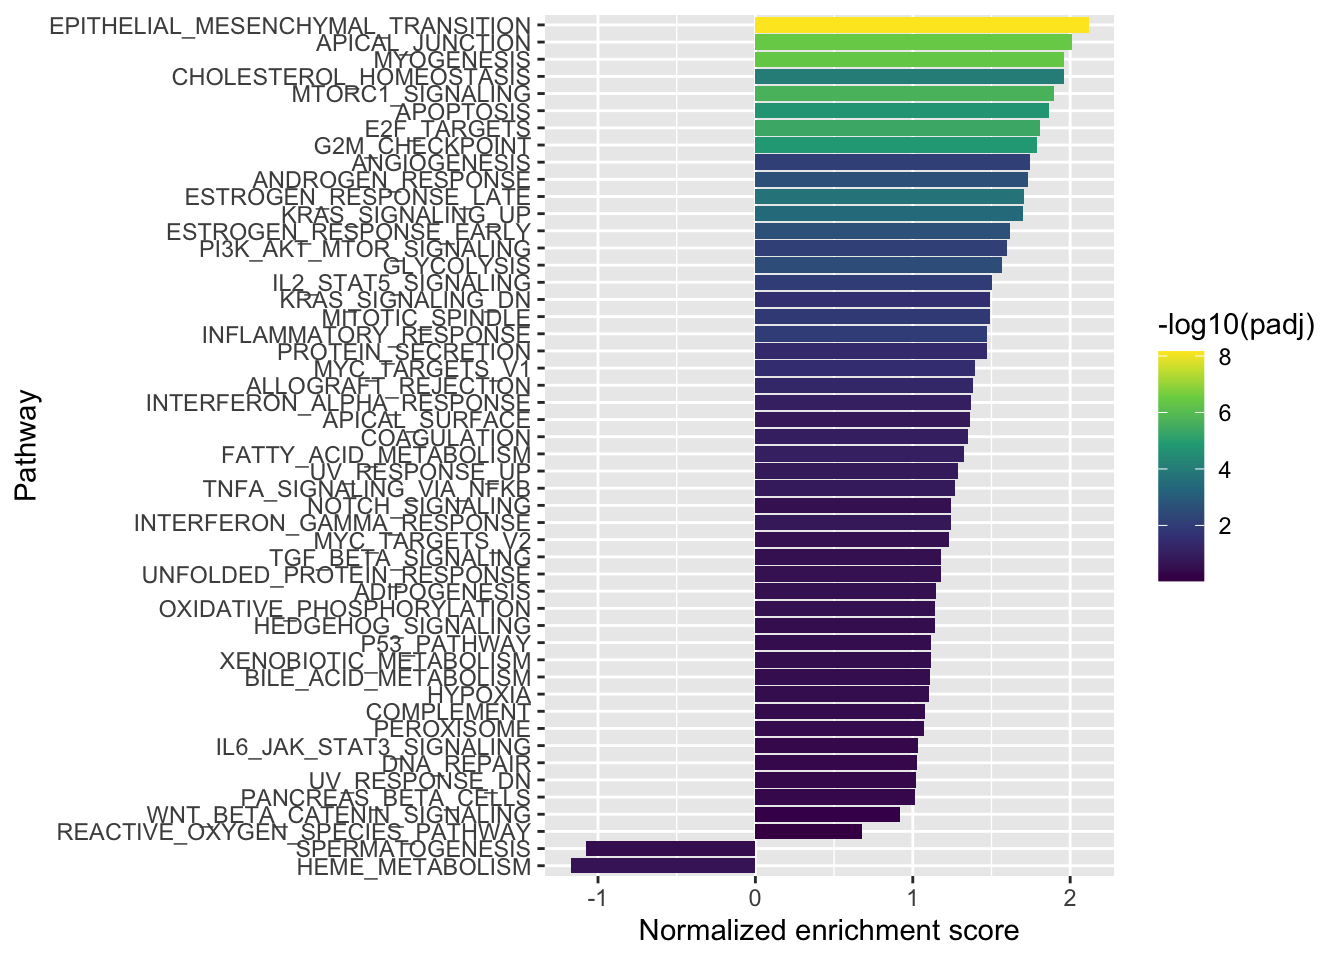 EPITHELIAL_MESENCHYMAL_TRANSITION
APICAL_JUNCTION
MYOGENESIS
CHOLESTEROL_HOMEOSTASIS
MTORC1_SIGNALING
APOPTOSIS
E2F_TARGETS
G2M_CHECKPOINT
ANGIOGENESIS
ANDROGEN_RESPONSE
ESTROGEN_RESPONSE_LATE
KRAS_SIGNALING_UP
ESTROGEN_RESPONSE_EARLY
PI3K_AKT_MTOR_SIGNALING
GLYCOLYSIS
IL2_STAT5_SIGNALING
KRAS_SIGNALING_DN
MITOTIC_SPINDLE
INFLAMMATORY_RESPONSE
PROTEIN_SECRETION
MYC_TARGETS_V1
ALLOGRAFT_REJECTION
INTERFERON_ALPHA_RESPONSE
APICAL_SURFACE
COAGULATION
FATTY_ACID_METABOLISM
UV_RESPONSE_UP
TNFA_SIGNALING_VIA_NFKB
NOTCH_SIGNALING
INTERFERON_GAMMA_RESPONSE
MYC_TARGETS_V2
TGF_BETA_SIGNALING
UNFOLDED_PROTEIN_RESPONSE
ADIPOGENESIS
OXIDATIVE_PHOSPHORYLATION
HEDGEHOG_SIGNALING
P53_PATHWAY
XENOBIOTIC_METABOLISM
BILE_ACID_METABOLISM
HYPOXIA
COMPLEMENT
PEROXISOME
IL6_JAK_STAT3_SIGNALING
DNA_REPAIR
UV_RESPONSE_DN
PANCREAS_BETA_CELLS
WNT_BETA_CATENIN_SIGNALING
REACTIVE_OXYGEN_SPECIES_PATHWAY
SPERMATOGENESIS
HEME_METABOLISM
Pathway
-1 0 1 2
Normalized enrichment score
-log10(padj)
8
6
4
2